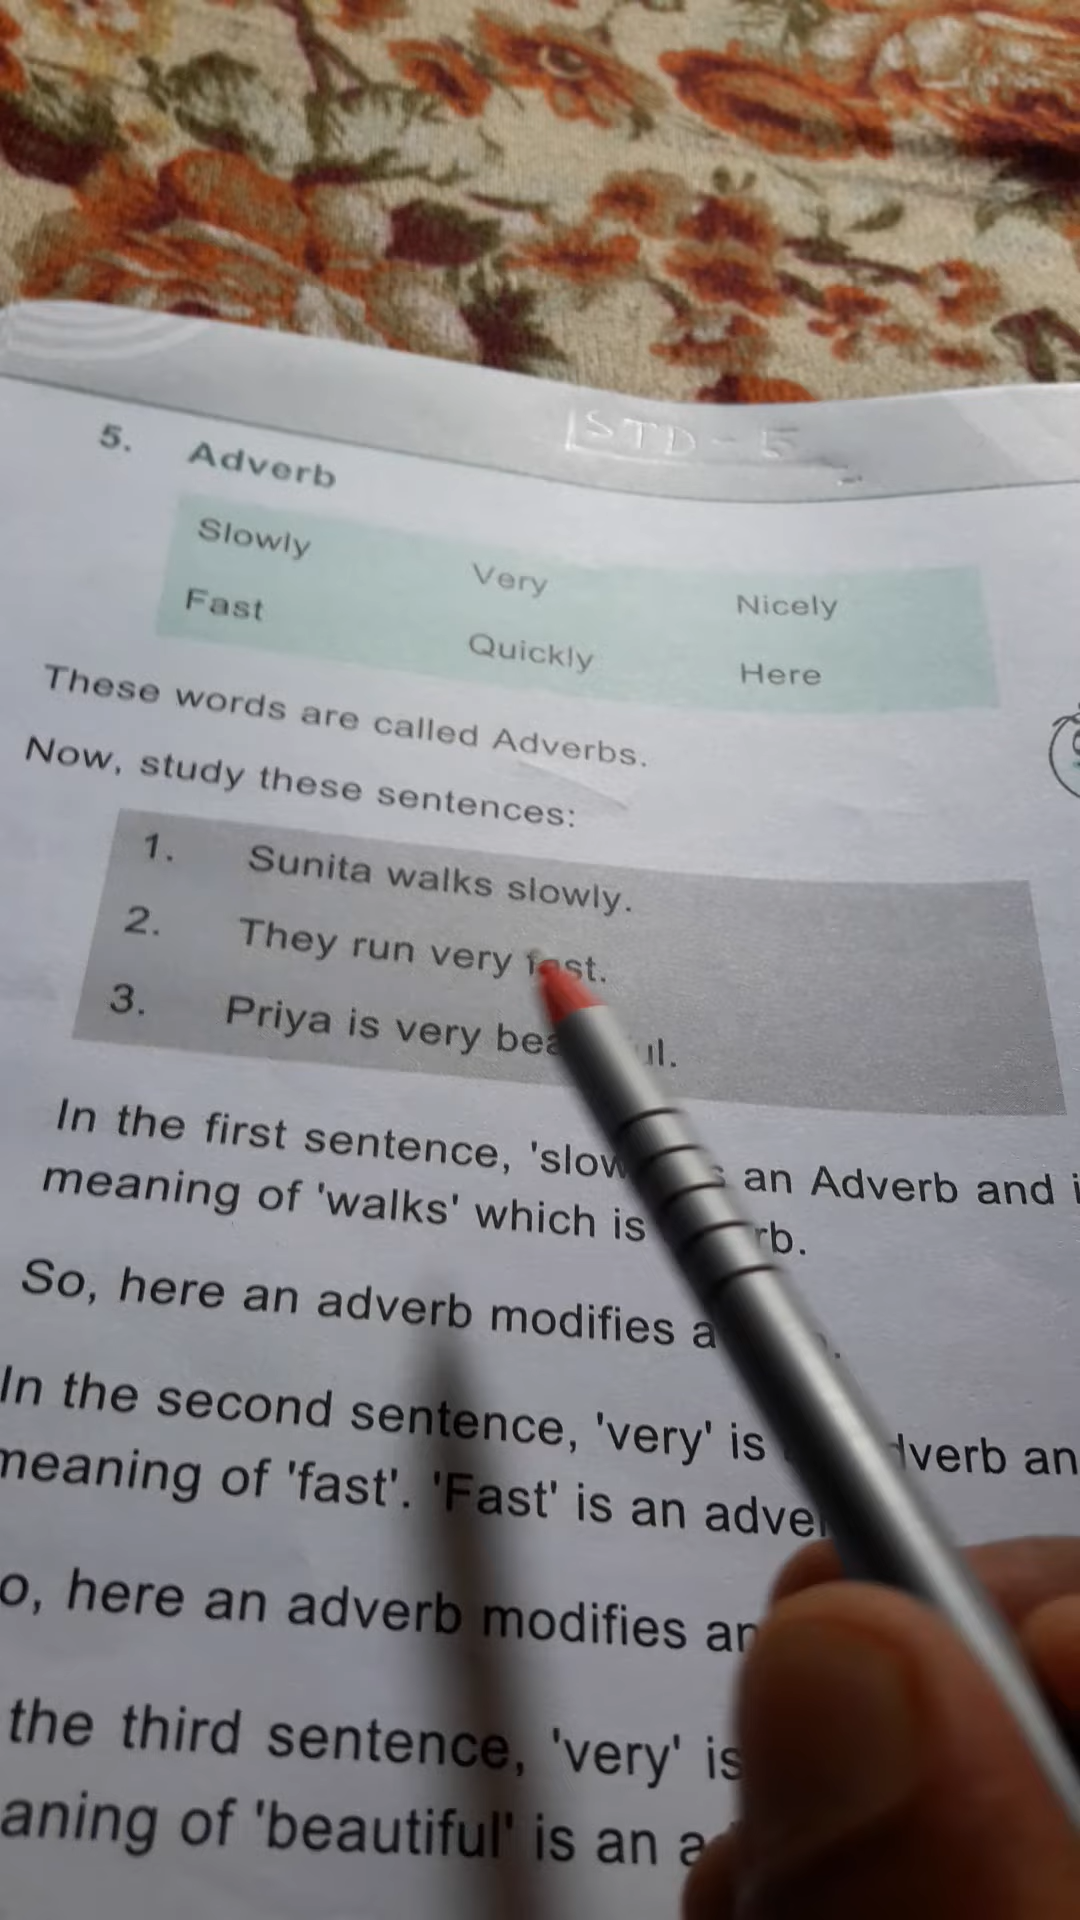 STD - 5
5. Adverb
Slowly Very Nicely
Fast Quickly Here
These words are called Adverbs.
Now, study these sentences:
1. Sunita walks slowly.
2. They run very fast.
3. Priya is very bea ul.
In the first sentence, 'slow an Adverb and
meaning of 'walks' which is rb.
So, here an adverb modifies a
In the second sentence, 'very' is dverb an
meaning of 'fast'. 'Fast' is an adve
o, here an adverb modifies an
the third sentence, 'very' is
aning of 'beautiful' is an a